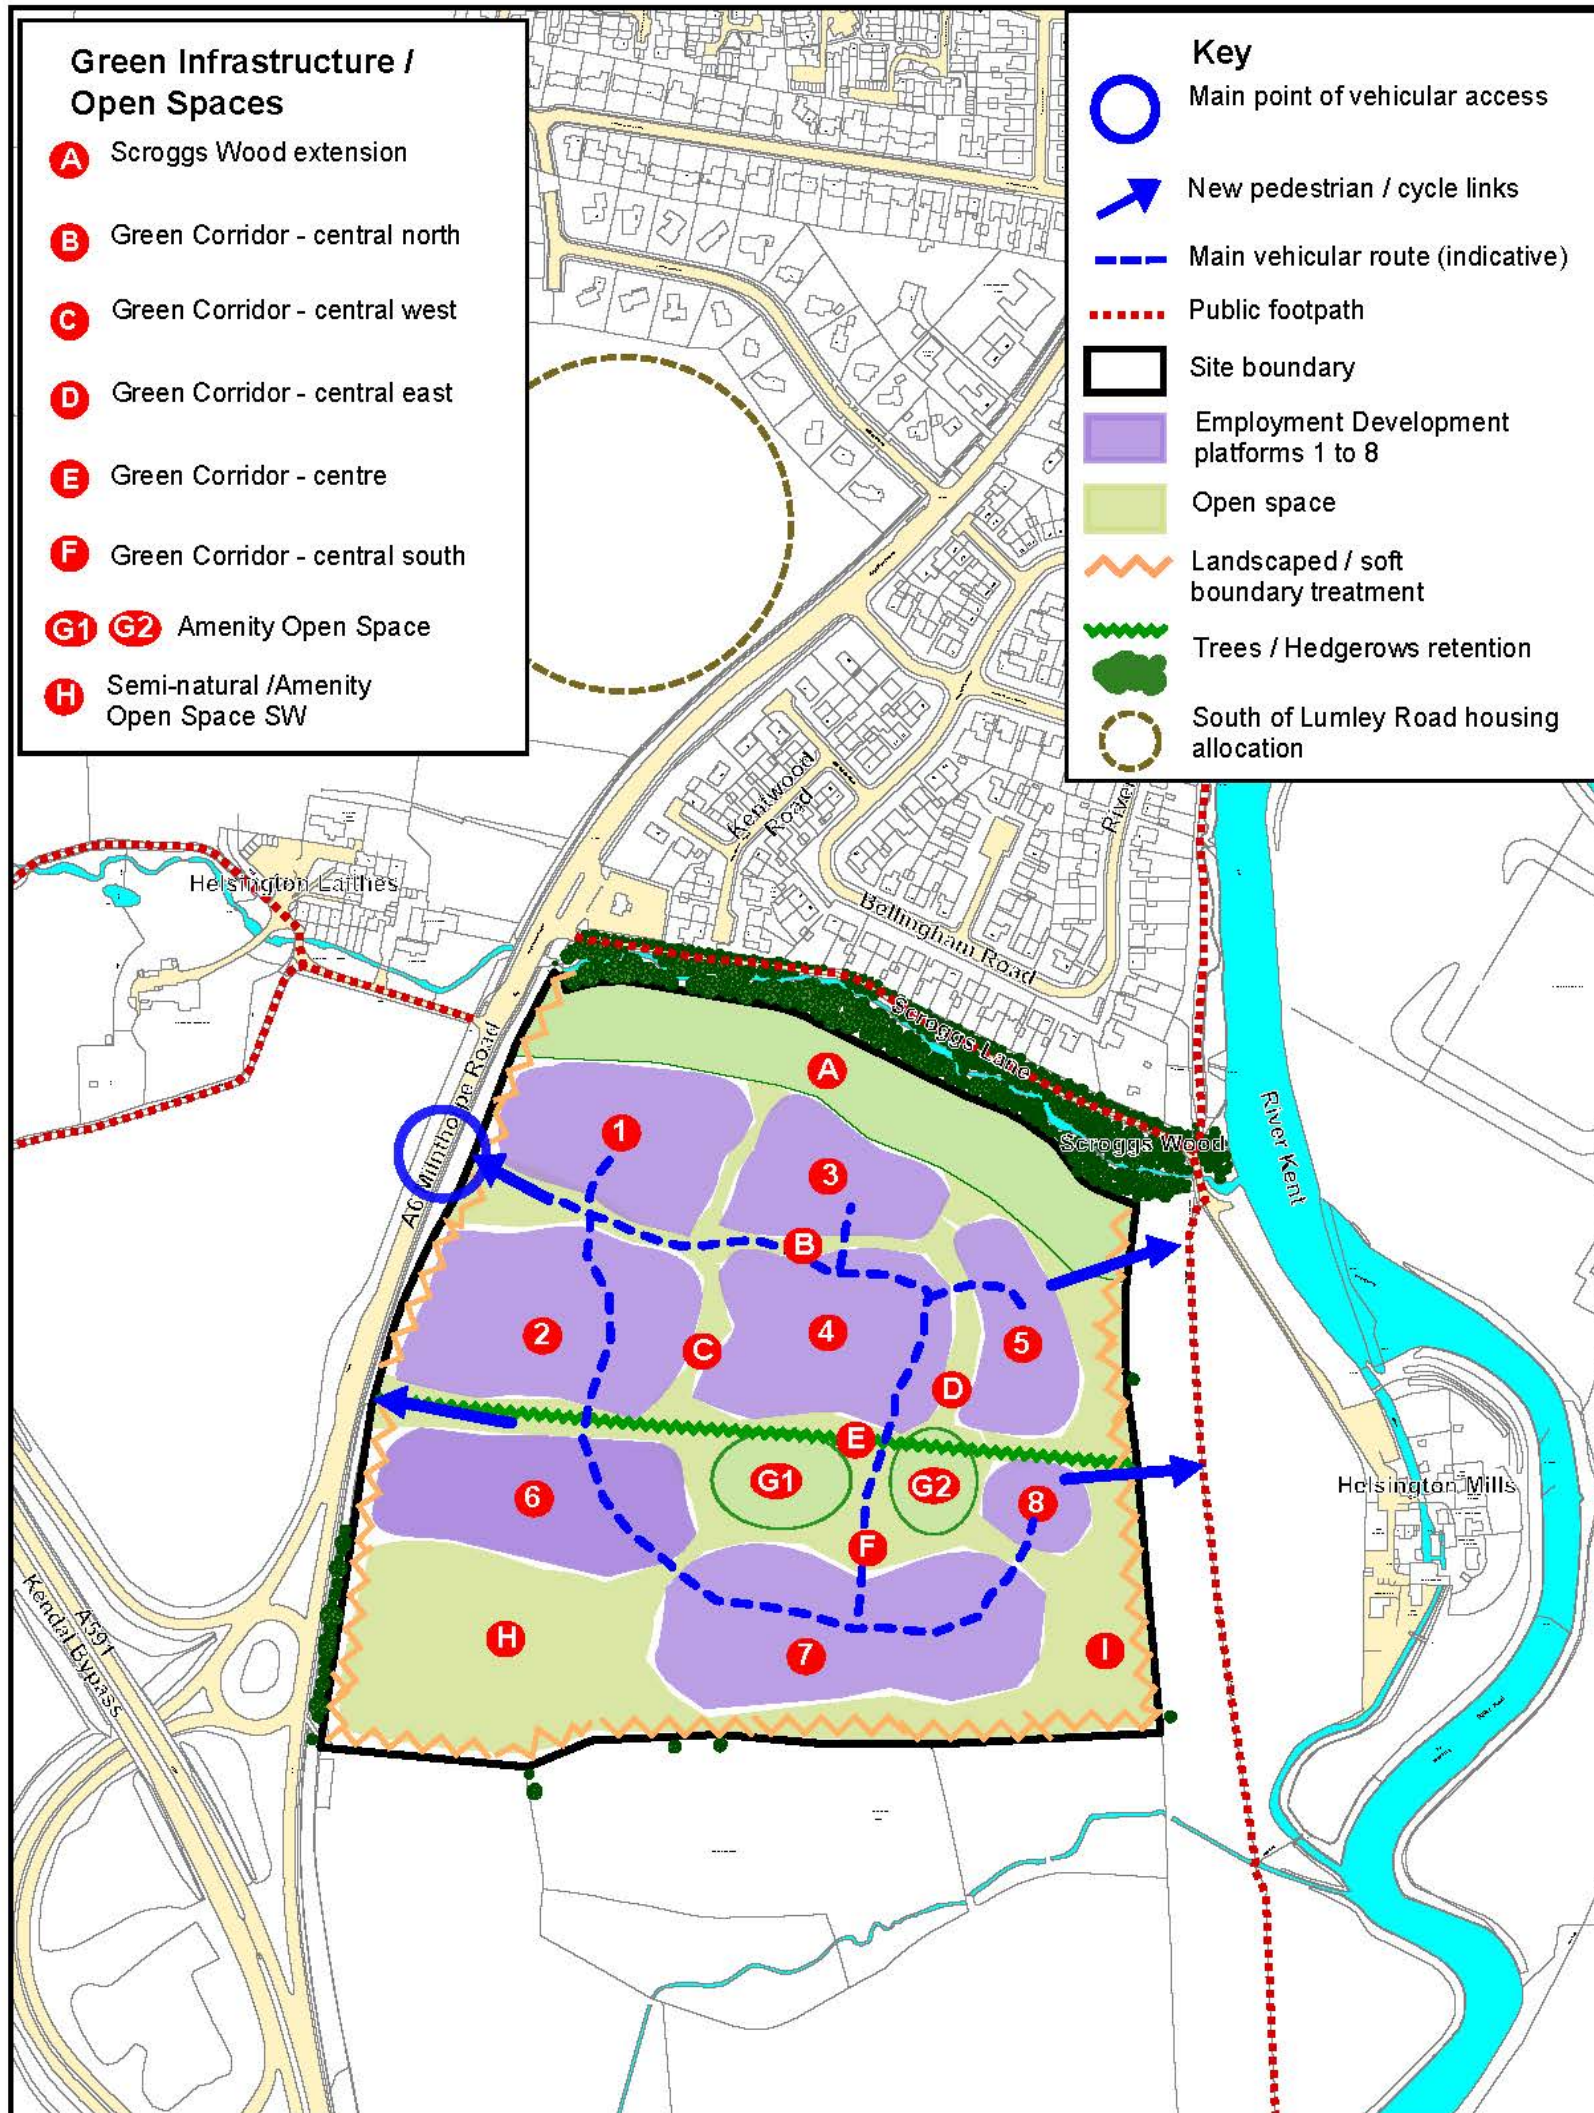 Green Infrastructure /
Open Spaces
A Scroggs Wood extension
B Green Corridor - central north
C Green Corridor - central west
D Green Corridor - central east
E Green Corridor - centre
F Green Corridor - central south
G1 G2 Amenity Open Space
H Semi-natural /Amenity
Open Space SW
Key
Main point of vehicular access
New pedestrian / cycle links
Main vehicular route (indicative)
Public footpath
Site boundary
Employment Development
platforms 1 to 8
Open space
Landscaped / soft
boundary treatment
Trees / Hedgerows retention
South of Lumley Road housing
allocation
Kentwood
Road
River
Helsington Laithes
Bellingham Road
Scroggs Lane
Scroggs Wood
River Kent
A6 Milnthorpe Road
A
1
3
B
2
4
5
C
D
E
G1
G2
6
8
F
H
7
I
Helsington Mills
A591
Kendal Bypass